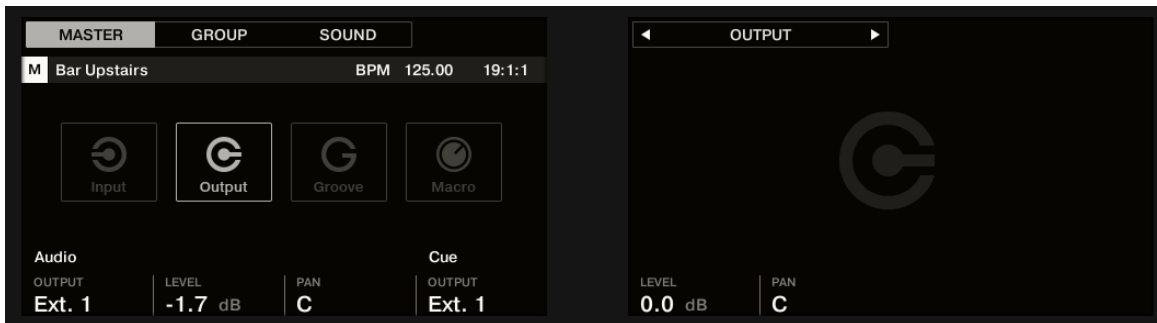 MASTER GROUP SOUND
M Bar Upstairs BPM 125.00 19:1:1
Input Output Groove Macro
Audio Cue
OUTPUT LEVEL PAN OUTPUT
Ext. 1 -1.7 dB C Ext. 1
OUTPUT
LEVEL PAN
0.0 dB C